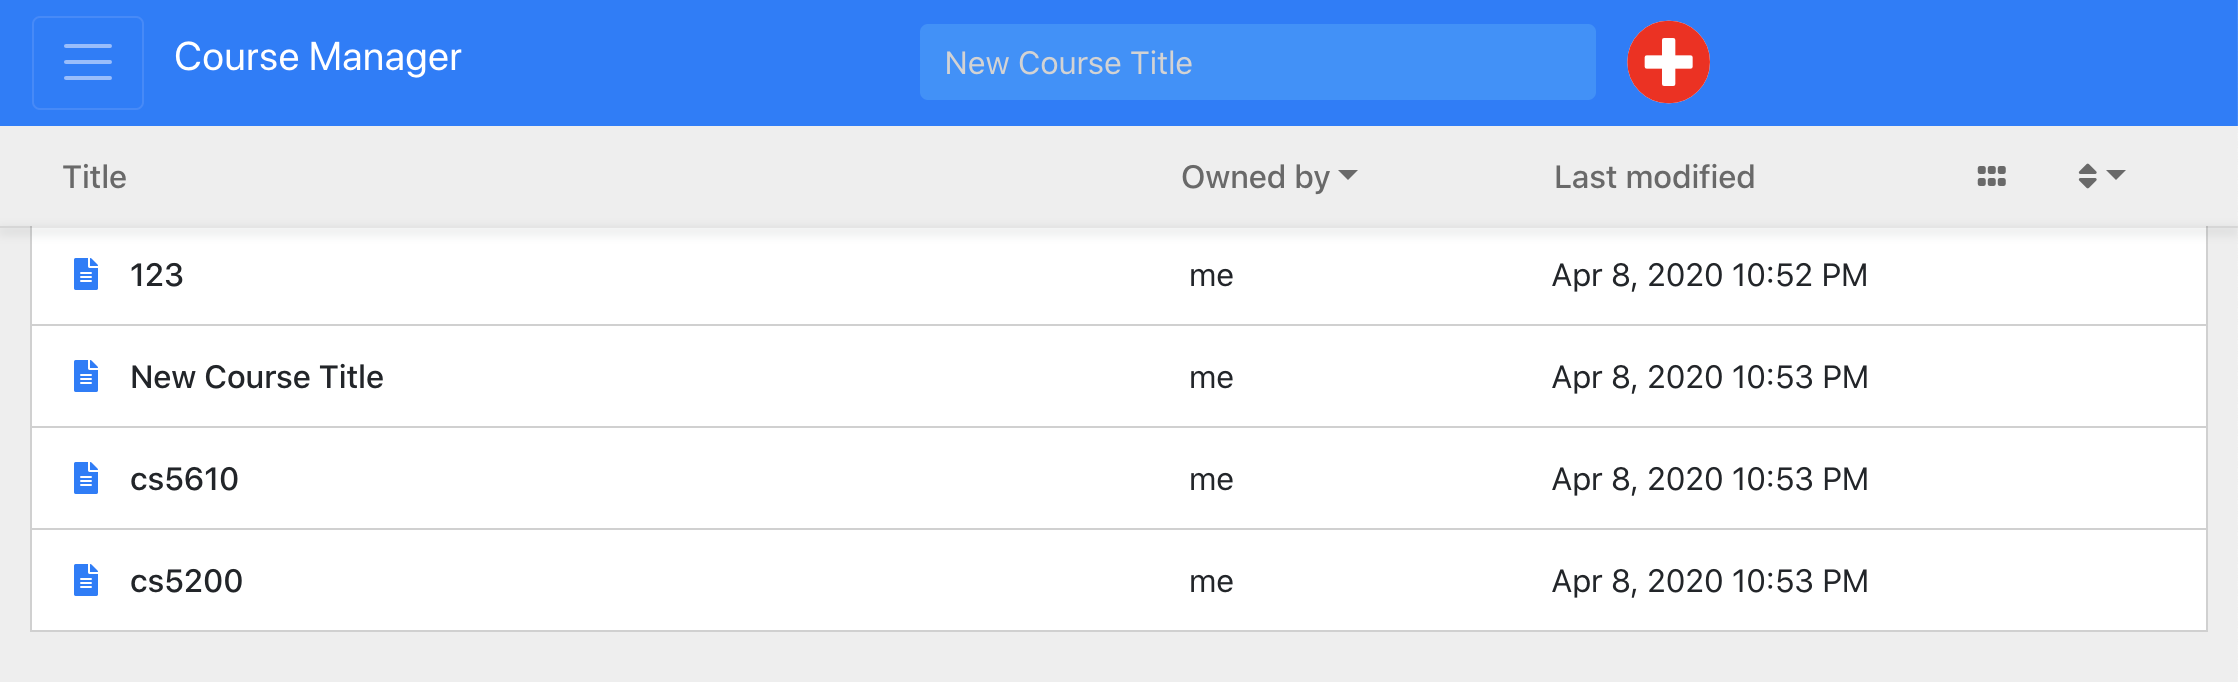 Course Manager New Course Title
Title Owned by Last modified
123 me Apr 8, 2020 10:52 PM
New Course Title me Apr 8, 2020 10:53 PM
cs5610 me Apr 8, 2020 10:53 PM
cs5200 me Apr 8, 2020 10:53 PM